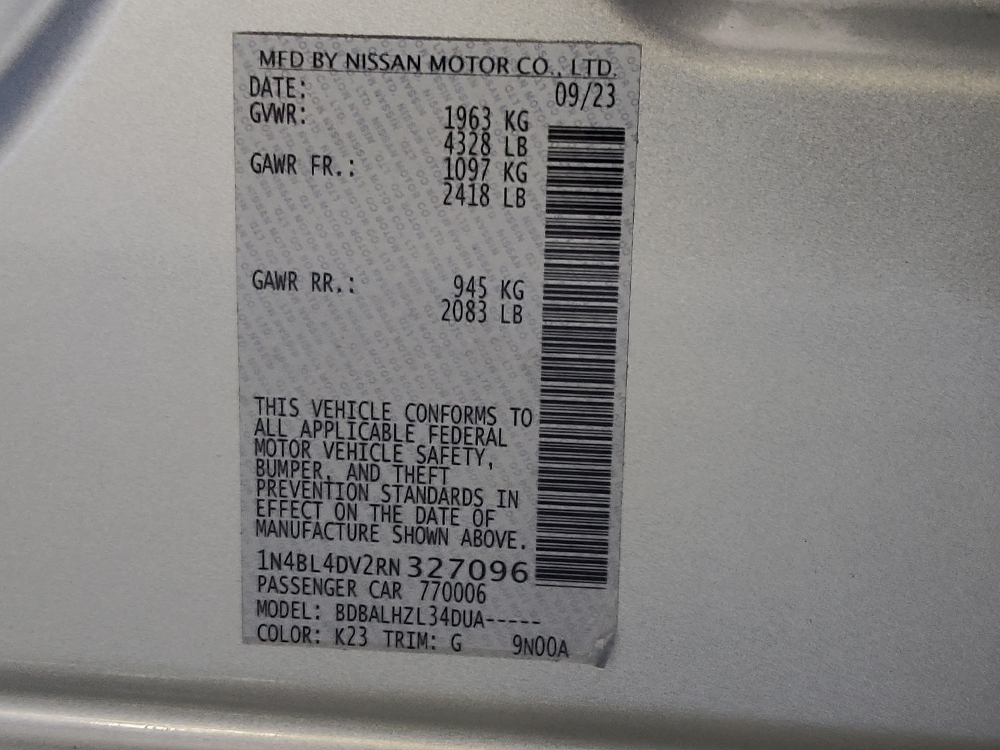 MFD BY NISSAN MOTOR CO., LTD.
DATE: 09/23
GVWR: 1963 KG
4328 LB
GAWR FR.: 1097 KG
2418 LB
GAWR RR.: 945 KG
2083 LB
THIS VEHICLE CONFORMS TO
ALL APPLICABLE FEDERAL
MOTOR VEHICLE SAFETY,
BUMPER, AND THEFT
PREVENTION STANDARDS IN
EFFECT ON THE DATE OF
MANUFACTURE SHOWN ABOVE.
1N4BL4DV2RN 327096
PASSENGER CAR 770006
MODEL: BDBALHZL34DUA-----
COLOR: K23 TRIM: G 9N00A